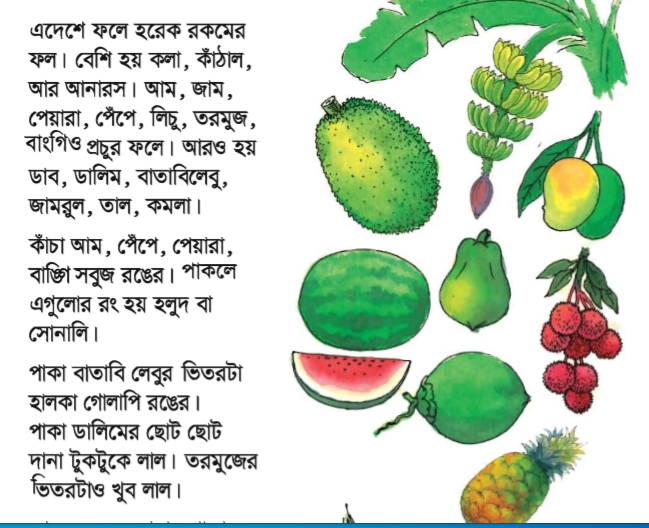 এদেশে ফলে হরেক রকমের
ফল। বেশি হয় কলা, কাঁঠাল,
আর আনারস। আম, জাম,
পেয়ারা, পেঁপে, লিচু, তরমুজ,
বাংগিও প্রচুর ফলে। আরও হয়
ডাব, ডালিম, বাতাবিলেবু,
জামরুল, তাল, কমলা।
কাঁচা আম, পেঁপে, পেয়ারা,
বাঙ্গি সবুজ রঙের। পাকলে
এগুলোর রং হয় হলুদ বা
সোনালি।
পাকা বাতাবি লেবুর ভিতরটা
হালকা গোলাপি রঙের।
পাকা ডালিমের ছোট ছোট
দানা টুকটুকে লাল। তরমুজের
ভিতরটাও খুব লাল।